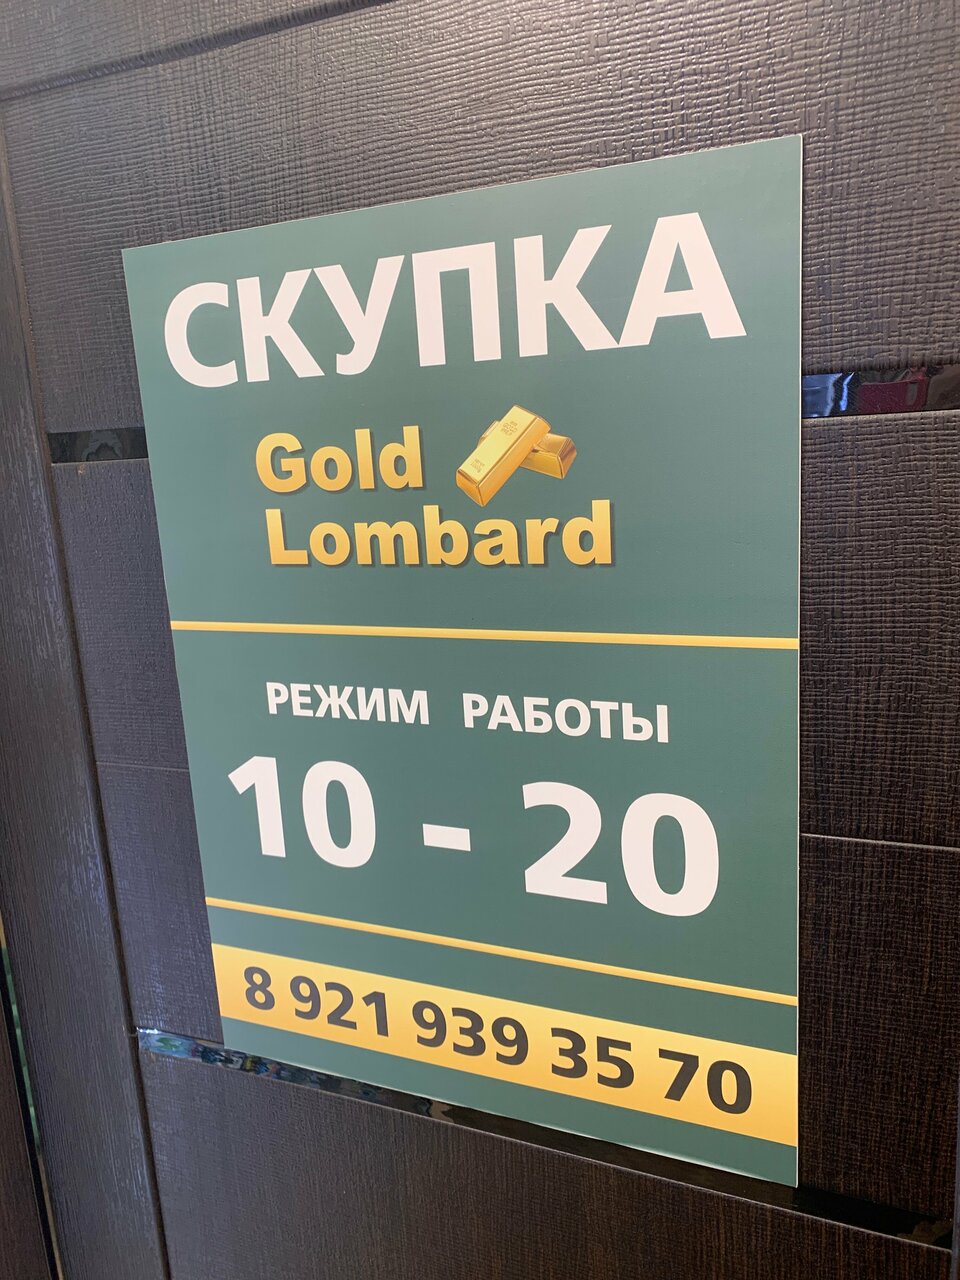 СКУПКА
Gold
Lombard
РЕЖИМ РАБОТЫ
10 - 20
8 921 939 35 70